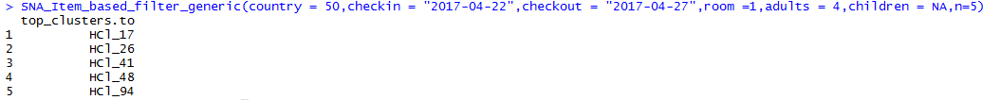 > SNA_Item_based_filter_generic(country = 50,checkin = "2017-04-22",checkout = "2017-04-27",room =1,adults = 4,children = NA,n=5)
top_clusters.to
1 HCl_17
2 HCl_26
3 HCl_41
4 HCl_48
5 HCl_94